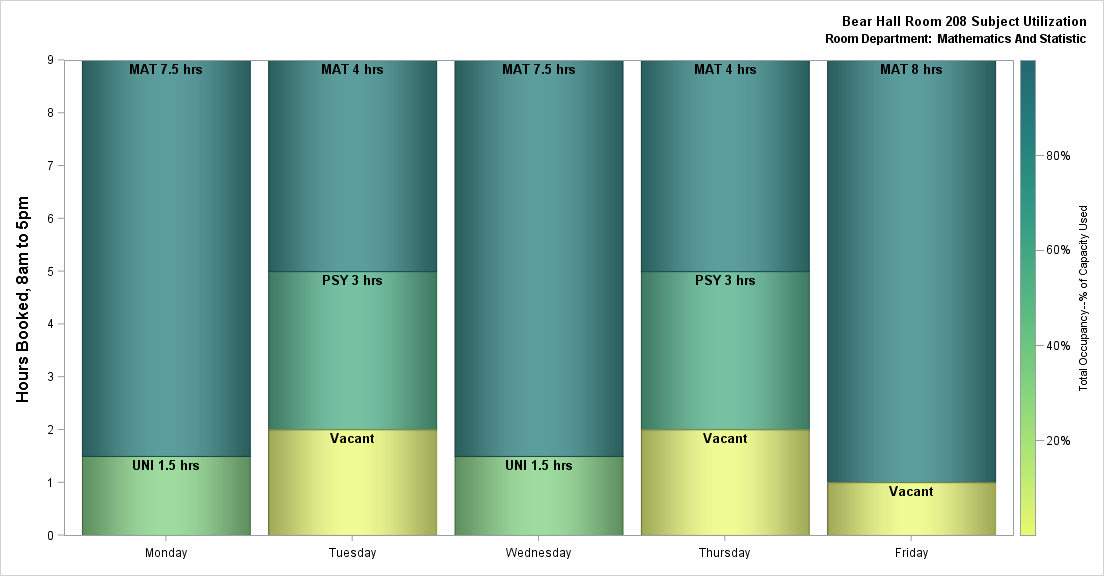 Bear Hall Room 208 Subject Utilization
Room Department: Mathematics And Statistic
Hours Booked, 8am to 5pm
9
8
7
6
5
4
3
2
1
0
MAT 7.5 hrs
UNI 1.5 hrs
MAT 4 hrs
PSY 3 hrs
Vacant
MAT 7.5 hrs
UNI 1.5 hrs
MAT 4 hrs
PSY 3 hrs
Vacant
MAT 8 hrs
Vacant
Monday
Tuesday
Wednesday
Thursday
Friday
80%
60%
40%
20%
Total Occupancy--% of Capacity Used